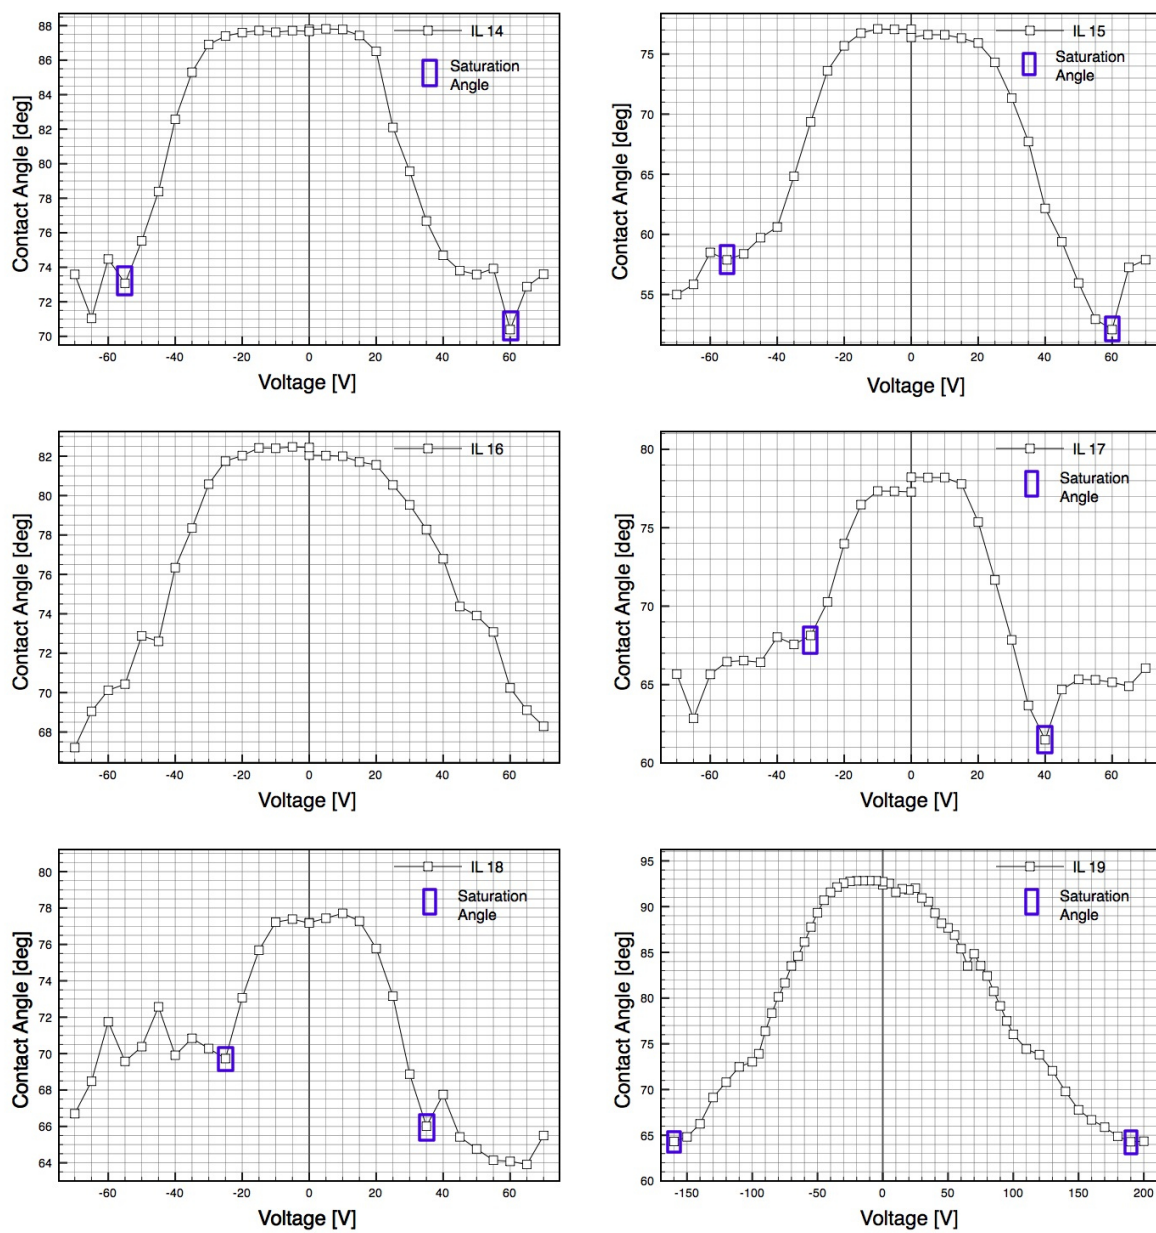 88
86
84
82
80
78
76
74
72
70
Contact Angle [deg]
IL 14
Saturation
Angle
-60 -40 -20 0 20 40 60
Voltage [V]
75
70
65
60
55
Contact Angle [deg]
IL 15
Saturation
Angle
-60 -40 -20 0 20 40 60
Voltage [V]
82
80
78
76
74
72
70
68
Contact Angle [deg]
IL 16
-60 -40 -20 0 20 40 60
Voltage [V]
80
75
70
65
60
Contact Angle [deg]
IL 17
Saturation
Angle
-60 -40 -20 0 20 40 60
Voltage [V]
80
78
76
74
72
70
68
66
64
Contact Angle [deg]
IL 18
Saturation
Angle
-60 -40 -20 0 20 40 60
Voltage [V]
95
90
85
80
75
70
65
60
Contact Angle [deg]
IL 19
Saturation
Angle
-150 -100 -50 0 50 100 150 200
Voltage [V]